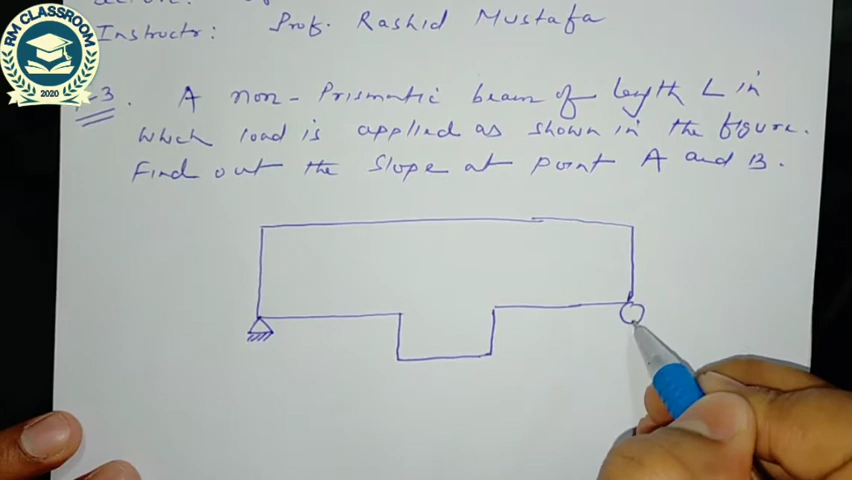 RM CLASSROOM
2020
Instructr: Prof. Rashid Mustafa
-3. A non-Prismatic beam of length L in
which load is applied as shown in the figure.
Find out the slope at point A and B.